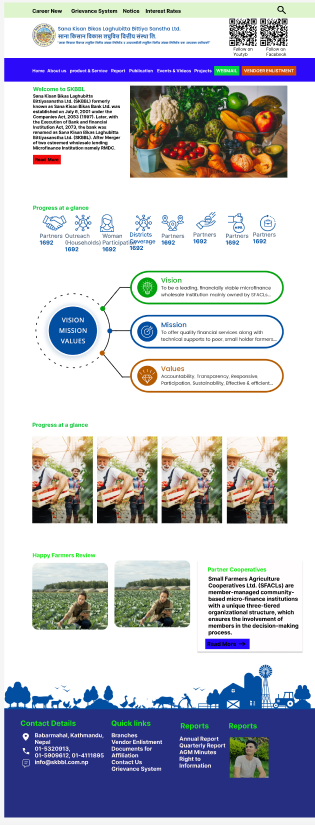 Career New Grievance System Notice Interest Rates
Sana Kisan Bikas Laghubitta Bittiya Sanstha Ltd.
साना किसान विकास लघुवित्त वित्तीय संस्था लि.
Follow on Follow on
Youtyb Facebook
Home About us product & Service Report Publication Events & Videos Projects WEBMAIL VENDOR ENLISTMENT
Welcome to SKBBL
Sana Kisan Bikas Laghubitta
Bittiyasanstha Ltd. (SKBBL) formerly
known as Sana Kisan Bikas Bank Ltd. was
established on July 6, 2001 under the
Companies Act, 2053 (1997). Later, with
the Execution of Bank and financial
Institution Act, 2073, the bank was
renamed as Sana Kisan Bikas Laghubitta
Bittiyasanstha Ltd. (SKBBL). After Merger
of two esteemed wholesale lending
Microfinance Institution namely RMDC.
Read More
Progress at a glance
Partners
1692
Outreach
(Households)
1692
Women
Participation
1692
Districts
Coverage
1692
Partners
1692
Partners
1692
Partners
1692
Partners
1692
VISION
MISSION
VALUES
Vision
To be a leading, financially viable microfinance
wholesale institution mainly owned by SFACLs...
Mission
To offer quality financial services along with
technical supports to poor, small holder farmers...
Values
Accountability, Transparency, Responsive,
Participation, Sustainability, Effective & efficient...
Progress at a glance
Happy Farmers Review
Partner Cooperatives
Small Farmers Agriculture
Cooperatives Ltd. (SFACLs) are
member-managed community-
based micro-finance institutions
with a unique three-tiered
organizational structure, which
ensures the involvement of
members in the decision-making
process.
Read More
Contact Details
Babarmahal, Kathmandu,
Nepal
01-5320913,
01-5909612, 01-4111895
info@skbbl.com.np
Quick links
Branches
Vendor Enlistment
Documents for
Affiliation
Contact Us
Grievance System
Reports
Annual Report
Quarterly Report
AGM Minutes
Right to
Information
Reports